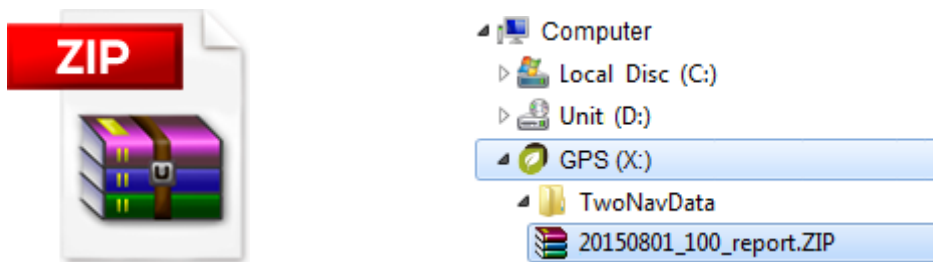 ZIP
U
Computer
Local Disc (C:)
Unit (D:)
GPS (X:)
TwoNavData
20150801_100_report.ZIP